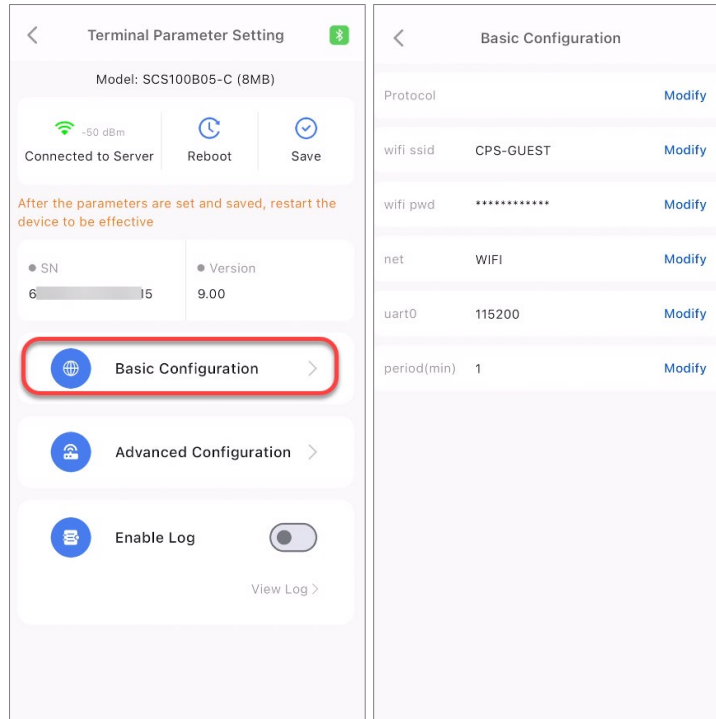 Terminal Parameter Setting
Model: SCS100B05-C (8MB)
-50 dBm
Connected to Server
Reboot
Save
After the parameters are set and saved, restart the
device to be effective
SN
Version
6 15
9.00
Basic Configuration
Advanced Configuration
Enable Log
View Log
Basic Configuration
Protocol Modify
wifi ssid CPS-GUEST Modify
wifi pwd ************ Modify
net WIFI Modify
uart0 115200 Modify
period(min) 1 Modify